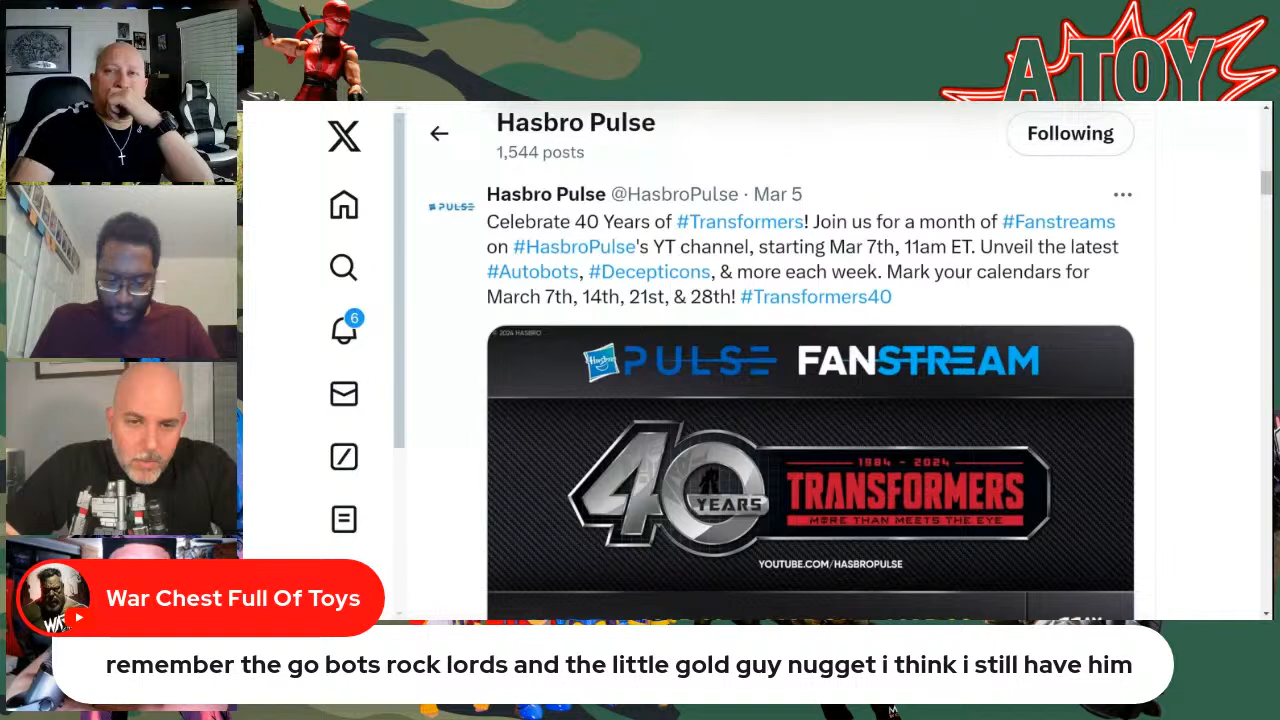 A TOY
Hasbro Pulse
1,544 posts
Following
PULSE
Hasbro Pulse @HasbroPulse · Mar 5
Celebrate 40 Years of #Transformers! Join us for a month of #Fanstreams
on #HasbroPulse's YT channel, starting Mar 7th, 11am ET. Unveil the latest
#Autobots, #Decepticons, & more each week. Mark your calendars for
March 7th, 14th, 21st, & 28th! #Transformers40
© 2024 HASBRO
Hasbro PULSE FANSTREAM
1984 - 2024
40 YEARS TRANSFORMERS
MORE THAN MEETS THE EYE
YOUTUBE.COM/HASBROPULSE
6
War Chest Full Of Toys
remember the go bots rock lords and the little gold guy nugget i think i still have him